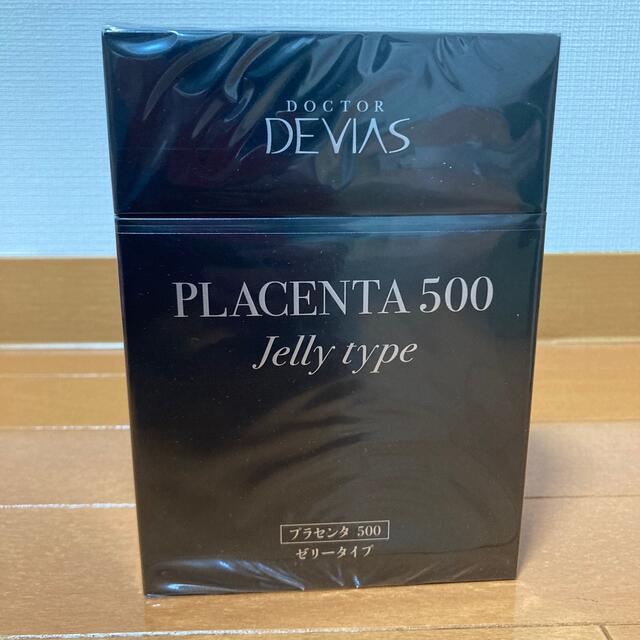 DOCTOR
DEVIAS
PLACENTA 500
Jelly type
プラセンタ 500
ゼリータイプ